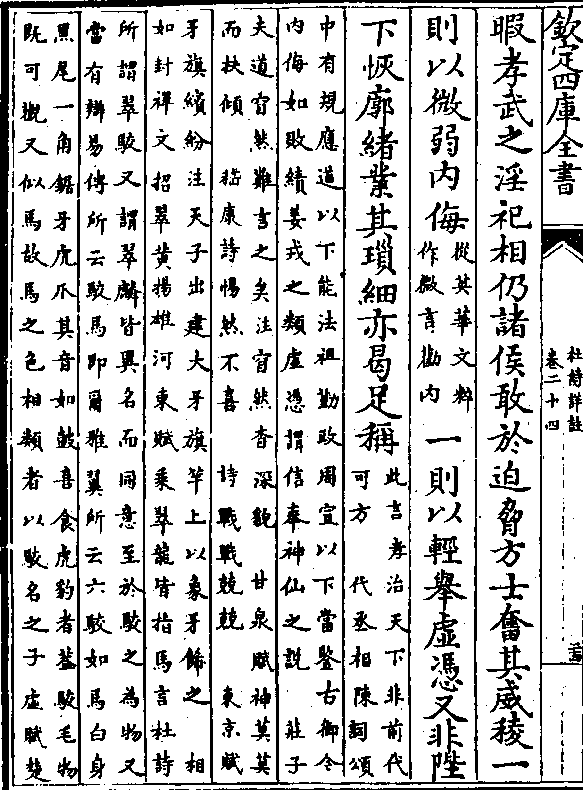 欽定四庫全書
杜詩詳註
卷二十四
暇孝武之淫祀相仍諸侯敢於迫脅方士奮其威稜一
則以微弱内侮
從英華文粹
作微言勸内
一則以輕舉虛憑又非陛
下恢廓緒業其瑣細亦曷足稱
此言孝治天下非前代
可方　代丞相陳詞頌
中有規應道以下能法祖勤政周宣以下當鑒古御今
内侮如敗績姜戎之類虛憑謂信奉神仙之説　莊子
夫道窅然難言之矣注窅然杳深貌　甘泉賦神莫莫
而扶傾　嵇康詩惕然不喜　詩戰戰兢兢　東京賦
牙旗繽紛注天子出建大牙旗竿上以象牙飾之　相
如封禪文招翠黄揚雄河東賦乘翠龍皆指馬言杜詩
所謂翠駮又謂翠麟皆異名而同意至於駮之為物又
當有辯易傳所云駮馬即爾雅翼所云六駮如馬白身
黑尾一角鋸牙虎爪其音如鼓喜食虎豹者蓋駮毛物
既可觀又似馬故馬之色相類者以駮名之子虛賦楚